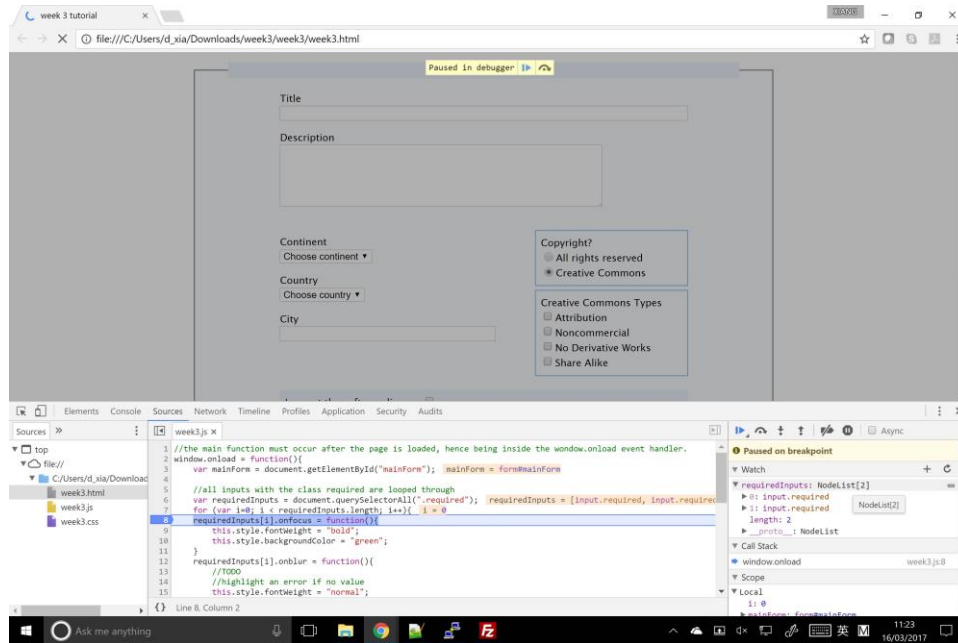 week 3 tutorial
XIANG
file:///C:/Users/d_xia/Downloads/week3/week3/week3.html
Paused in debugger
Title
Description
Continent
Choose continent
Country
Choose country
City
Copyright?
All rights reserved
Creative Commons
Creative Commons Types
Attribution
Noncommercial
No Derivative Works
Share Alike
Elements Console Sources Network Timeline Profiles Application Security Audits
Sources »
top
file://
C:/Users/d_xia/Download
week3.html
week3.js
week3.css
week3.js ×
1 //the main function must occur after the page is loaded, hence being inside the wondow.onload event handler.
2 window.onload = function(){
3 var mainForm = document.getElementById("mainForm"); mainForm = form#mainForm
4
5 //all inputs with the class required are looped through
6 var requiredInputs = document.querySelectorAll(".required"); requiredInputs = [input.required, input.required
7 for (var i=0; i < requiredInputs.length; i++){ i = 0
8 requiredInputs[i].onfocus = function(){
9 this.style.fontWeight = "bold";
10 this.style.backgroundColor = "green";
11 }
12 requiredInputs[i].onblur = function(){
13 //TODO
14 //highlight an error if no value
15 this.style.fontWeight = "normal";
{} Line 8, Column 2
Async
Paused on breakpoint
Watch
requiredInputs: NodeList[2]
0: input.required
1: input.required
NodeList[2]
length: 2
__proto__: NodeList
Call Stack
window.onload week3.js:8
Scope
Local
i: 0
mainForm: form#mainForm
Ask me anything
英
M
11:23
16/03/2017